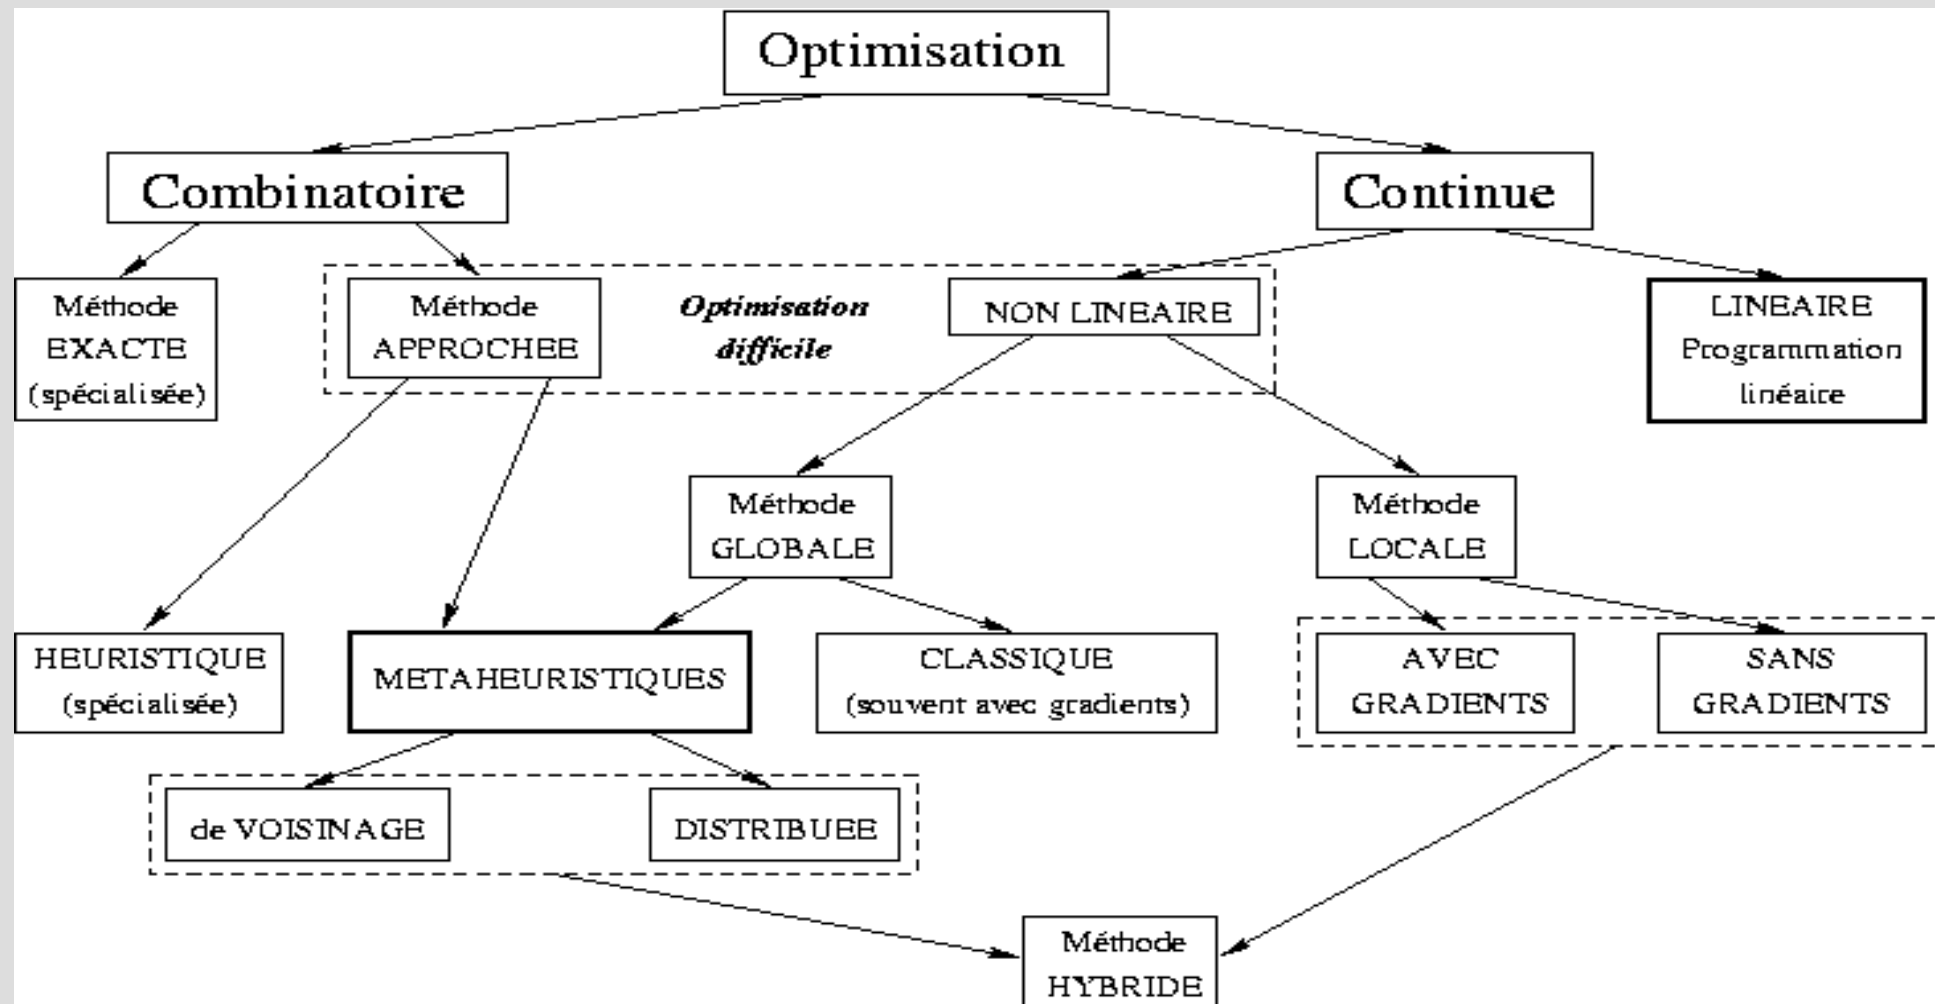 Optimisation
Combinatoire
Continue
Méthode
EXACTE
(spécialisée)
Méthode
APPROCHEE
Optimisation
difficile
NON LINEAIRE
LINEAIRE
Programmation
linéaire
Méthode
GLOBALE
Méthode
LOCALE
HEURISTIQUE
(spécialisée)
METAHEURISTIQUES
CLASSIQUE
(souvent avec gradients)
AVEC
GRADIENTS
SANS
GRADIENTS
de VOISINAGE
DISTRIBUEE
Méthode
HYBRIDE